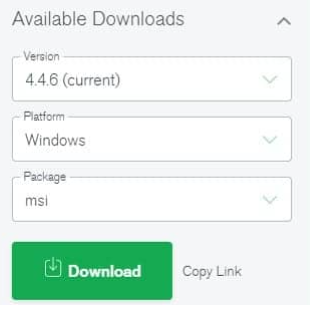 Available Downloads
Version
4.4.6 (current)
Platform
Windows
Package
msi
Download
Copy Link